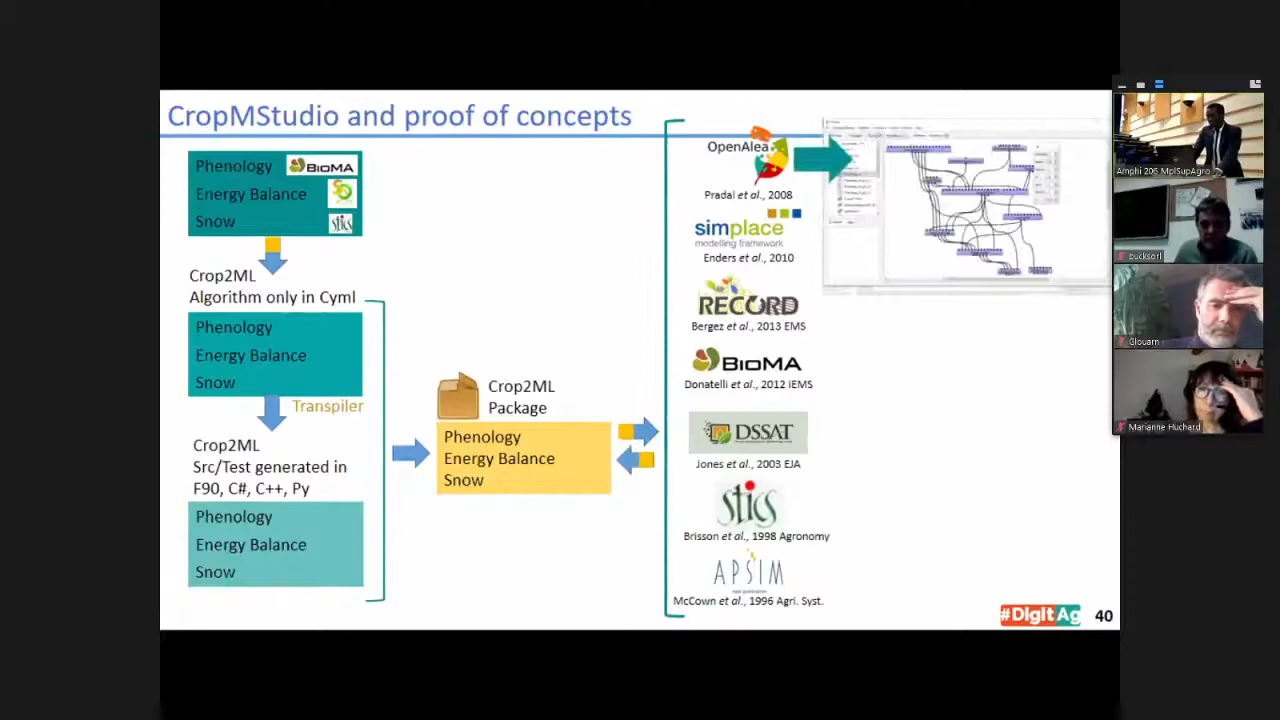 CropMStudio and proof of concepts
Phenology
BIOMA
Energy Balance
Snow
stics
Crop2ML
Algorithm only in Cyml
Phenology
Energy Balance
Snow
Transpiler
Crop2ML
Src/Test generated in
F90, C#, C++, Py
Phenology
Energy Balance
Snow
Crop2ML
Package
Phenology
Energy Balance
Snow
OpenAlea
Pradal et al., 2008
simplace
modelling framework
Enders et al., 2010
RECORD
Bergez et al., 2013 EMS
BIOMA
Donatelli et al., 2012 iEMS
DSSAT
Jones et al., 2003 EJA
stics
Brisson et al., 1998 Agronomy
APSIM
McCown et al., 1996 Agri. Syst.
#DigitAg
40
Amphi 206 MplSupAgro
bucksorl
Glouarn
Marianne Huchard